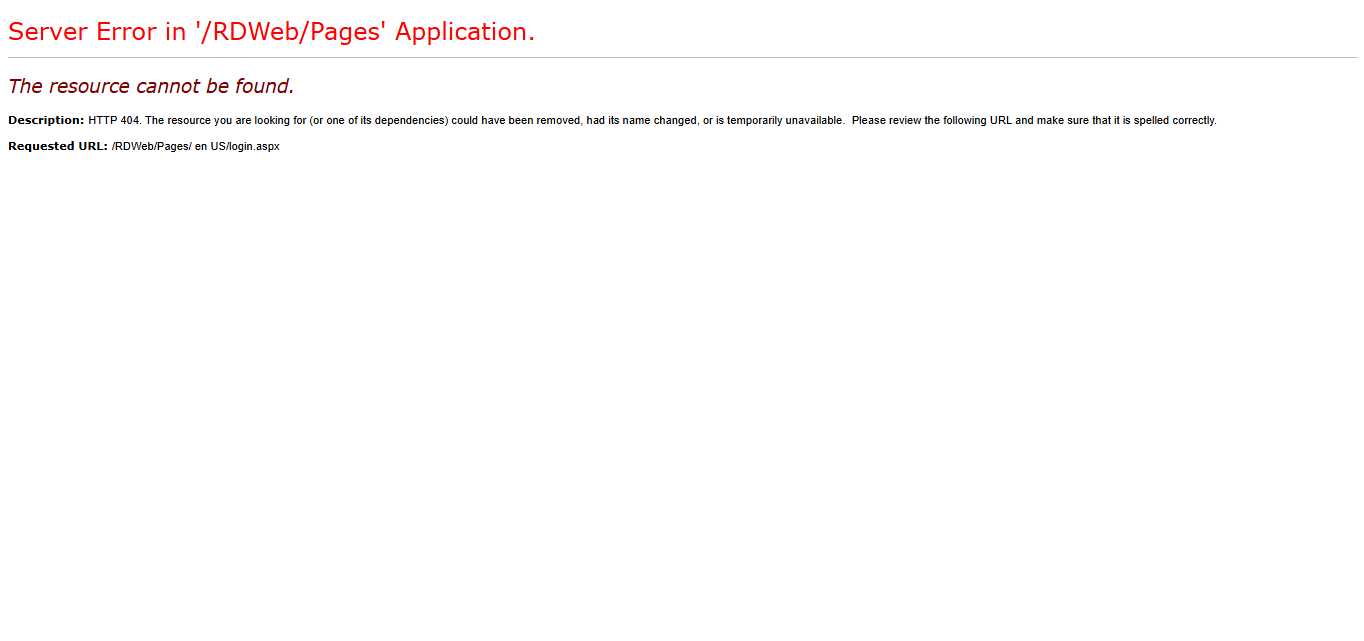 Server Error in '/RDWeb/Pages' Application.
The resource cannot be found.
Description: HTTP 404. The resource you are looking for (or one of its dependencies) could have been removed, had its name changed, or is temporarily unavailable.  Please review the following URL and make sure that it is spelled correctly.
Requested URL: /RDWeb/Pages/ en US/login.aspx